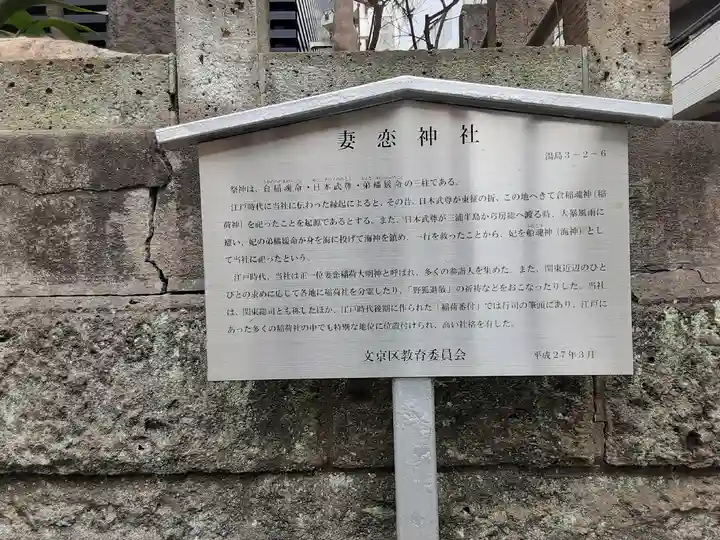 妻恋神社
湯島3-2-6
祭神は、倉稲魂命・日本武尊・弟橘媛命の三柱である。
江戸時代に当社に伝わった縁起によると、その昔、日本武尊が東征の折、この地へきて倉稲魂神(稲
荷神)を祀ったことを起源であるとする。また、日本武尊が三浦半島から房総へ渡る時、大暴風雨に
遭い、妃の弟橘媛命が身を海に投げて海神を鎮め、一行を救ったことから、妃を船魂神(海神)とし
て当社に祀ったという。
江戸時代、当社は正一位妻恋稲荷大明神と呼ばれ、多くの参詣人を集めた。また、関東近辺のひと
びとの求めに応じて各地に稲荷社を分霊したり、「野狐退散」の祈祷などをおこなったりした。当社
は、関東総司とも称したほか、江戸時代後期に作られた「稲荷番付」では行司の筆頭にあり、江戸に
あった多くの稲荷社の中でも特別な地位に位置付けられ、高い社格を有した。
文京区教育委員会
平成27年3月